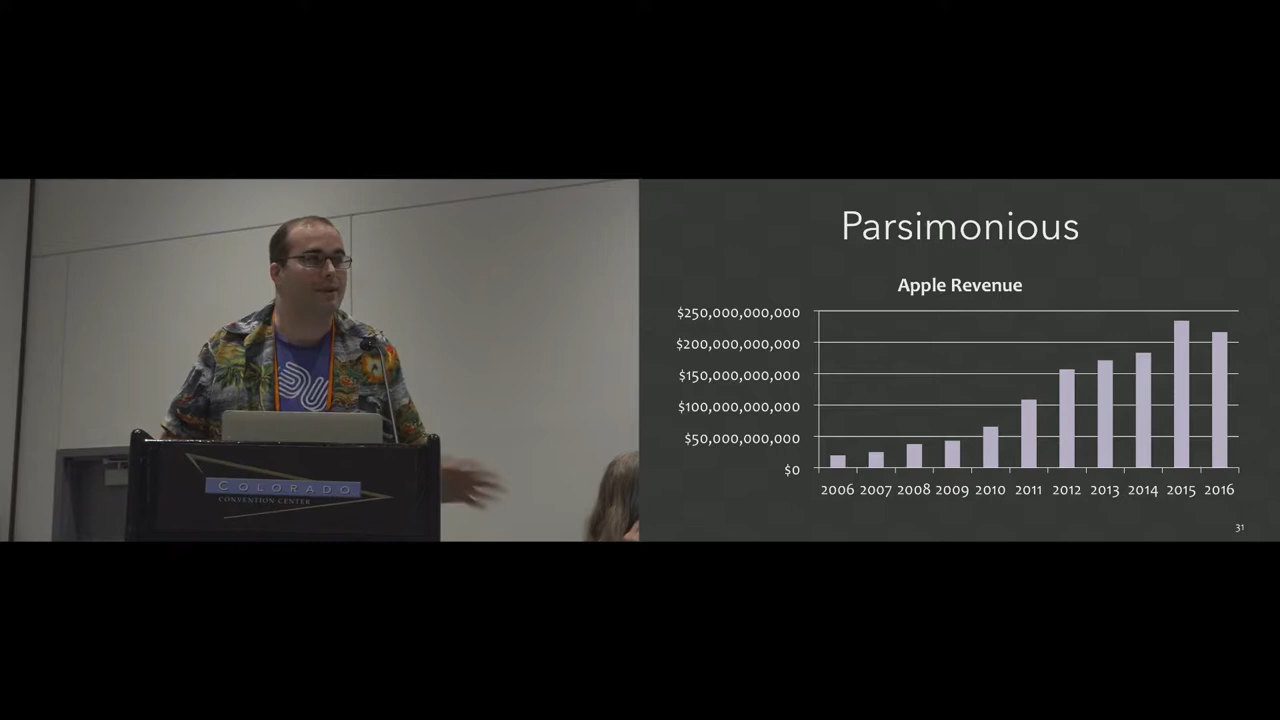 COLORADO
CONVENTION CENTER
Parsimonious
Apple Revenue
$250,000,000,000
$200,000,000,000
$150,000,000,000
$100,000,000,000
$50,000,000,000
$0
2006 2007 2008 2009 2010 2011 2012 2013 2014 2015 2016
31